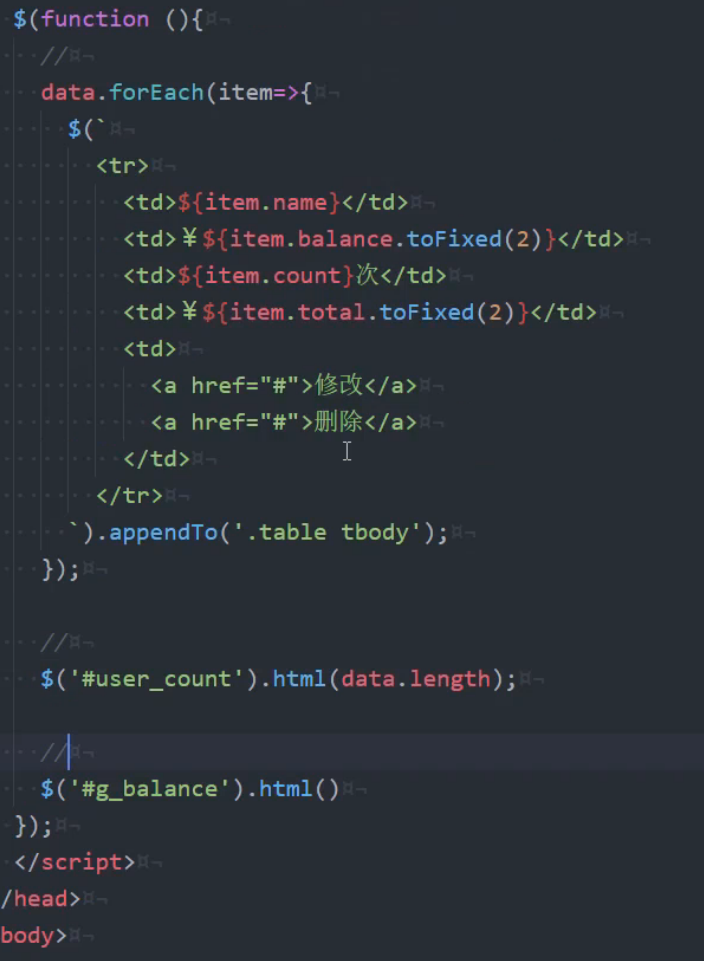 $(function (){
//
data.forEach(item=>{
$(`
<tr>
<td>${item.name}</td>
<td>¥${item.balance.toFixed(2)}</td>
<td>${item.count}次</td>
<td>¥${item.total.toFixed(2)}</td>
<td>
<a href="#">修改</a>
<a href="#">删除</a>
</td>
</tr>
`).appendTo('.table tbody');
});
//
$('#user_count').html(data.length);
//
$('#g_balance').html()
});
</script>
/head>
body>